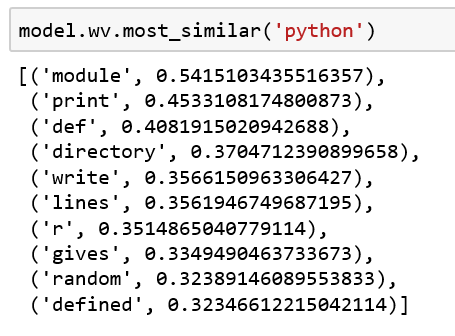 model.wv.most_similar('python')
[('module', 0.5415103435516357),
('print', 0.4533108174800873),
('def', 0.4081915020942688),
('directory', 0.3704712390899658),
('write', 0.3566150963306427),
('lines', 0.3561946749687195),
('r', 0.3514865040779114),
('gives', 0.3349490463733673),
('random', 0.32389146089553833),
('defined', 0.32346612215042114)]